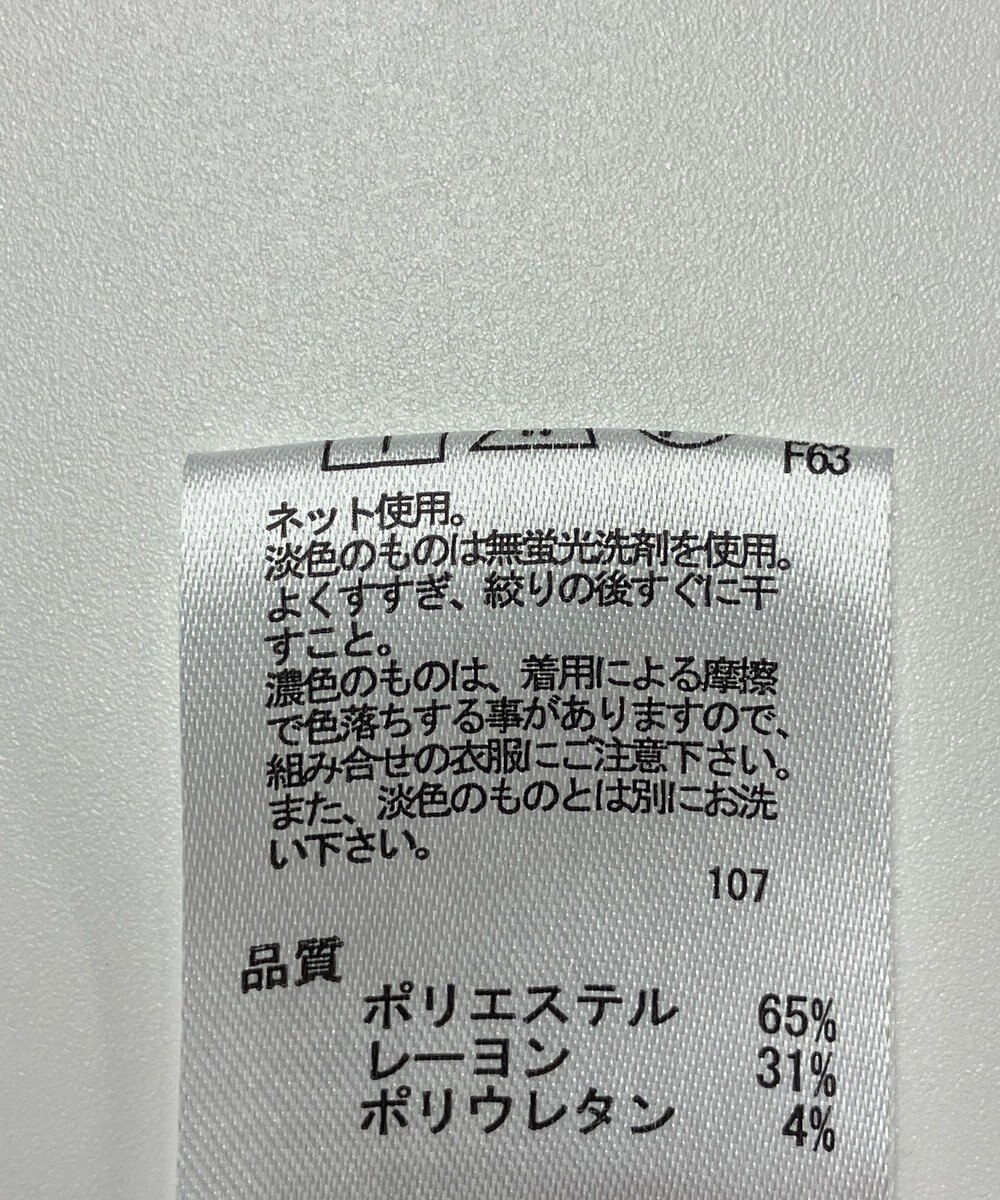 F63
ネット使用。
淡色のものは無蛍光洗剤を使用。
よくすすぎ、絞りの後すぐに干
すこと。
濃色のものは、着用による摩擦
で色落ちする事がありますので、
組み合せの衣服にご注意下さい。
また、淡色のものとは別にお洗
い下さい。
107
品質
ポリエステル 65%
レーヨン 31%
ポリウレタン 4%